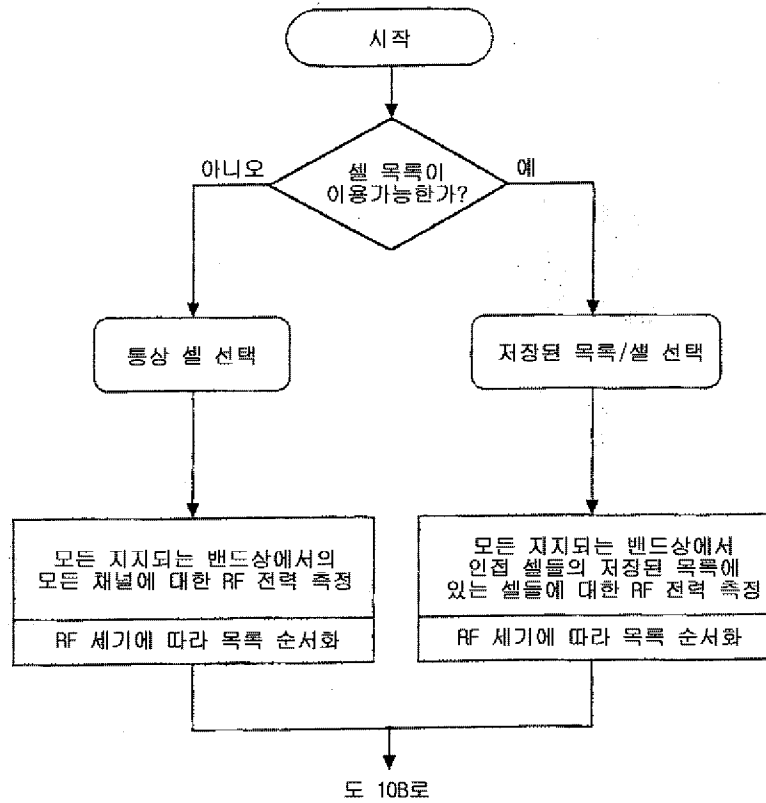 시작
셀 목록이
이용가능한가?
아니오
예
통상 셀 선택
저장된 목록/셀 선택
모든 지지되는 밴드상에서의
모든 채널에 대한 RF 전력 측정
RF 세기에 따라 목록 순서화
모든 지지되는 밴드상에서
인접 셀들의 저장된 목록에
있는 셀들에 대한 RF 전력 측정
RF 세기에 따라 목록 순서화
도 10B로